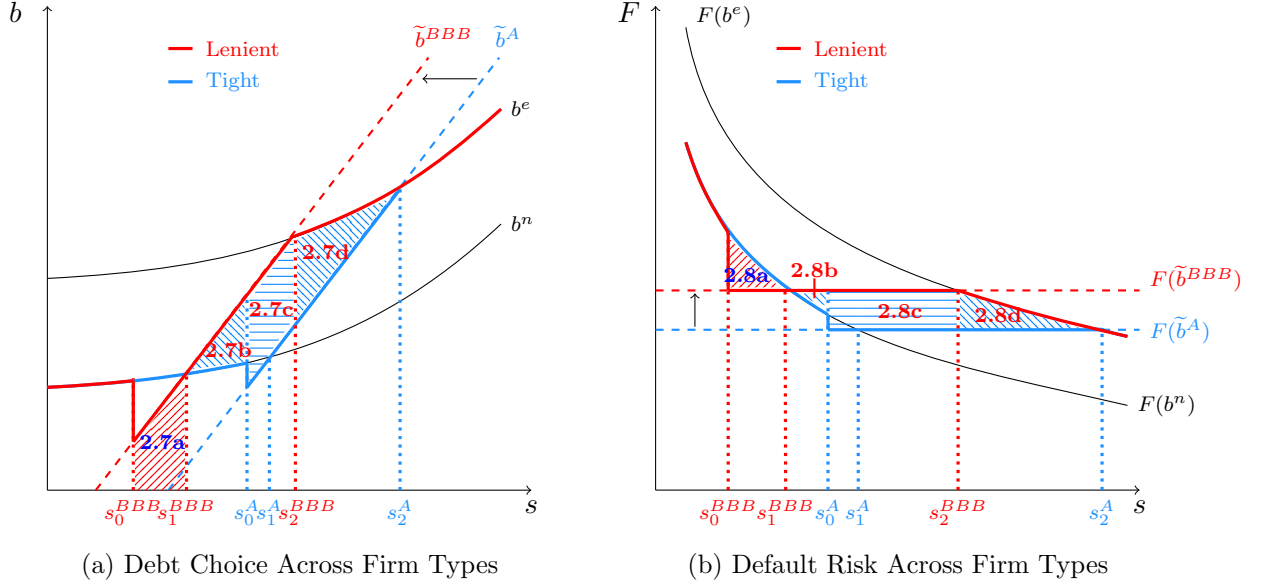 b
b̃^{BBB}
b̃^A
Lenient
Tight
b^e
b^n
2.7d
2.7c
2.7b
2.7a
s_0^{BBB} s_1^{BBB} s_0^A s_1^A s_2^{BBB} s_2^A s
(a) Debt Choice Across Firm Types
F
F(b^e)
Lenient
Tight
2.8a
2.8b
F(b̃^{BBB})
2.8c
2.8d
F(b̃^A)
F(b^n)
s_0^{BBB} s_1^{BBB} s_0^A s_1^A s_2^{BBB} s_2^A s
(b) Default Risk Across Firm Types